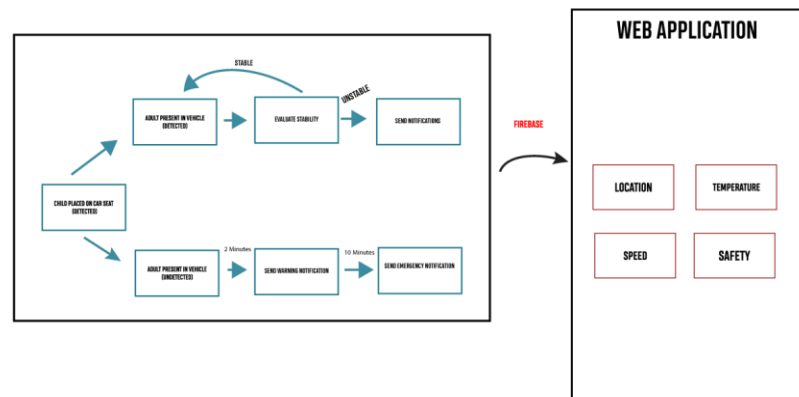 WEB APPLICATION
STABLE
UNSTABLE
ADULT PRESENT IN VEHICLE
(DETECTED)
EVALUATE STABILITY
SEND NOTIFICATIONS
FIREBASE
CHILD PLACED ON CAR SEAT
(DETECTED)
LOCATION
TEMPERATURE
2 Minutes
10 Minutes
ADULT PRESENT IN VEHICLE
(UNDETECTED)
SEND WARNING NOTIFICATION
SEND EMERGENCY NOTIFICATION
SPEED
SAFETY